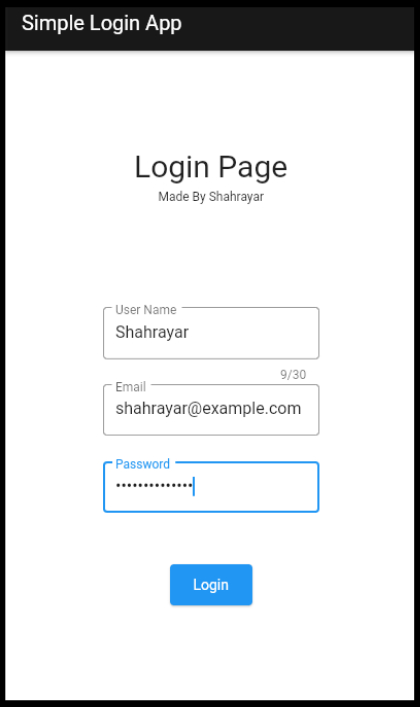 Simple Login App
Login Page
Made By Shahrayar
User Name
Shahrayar
9/30
Email
shahrayar@example.com
Password
••••••••••••••
Login